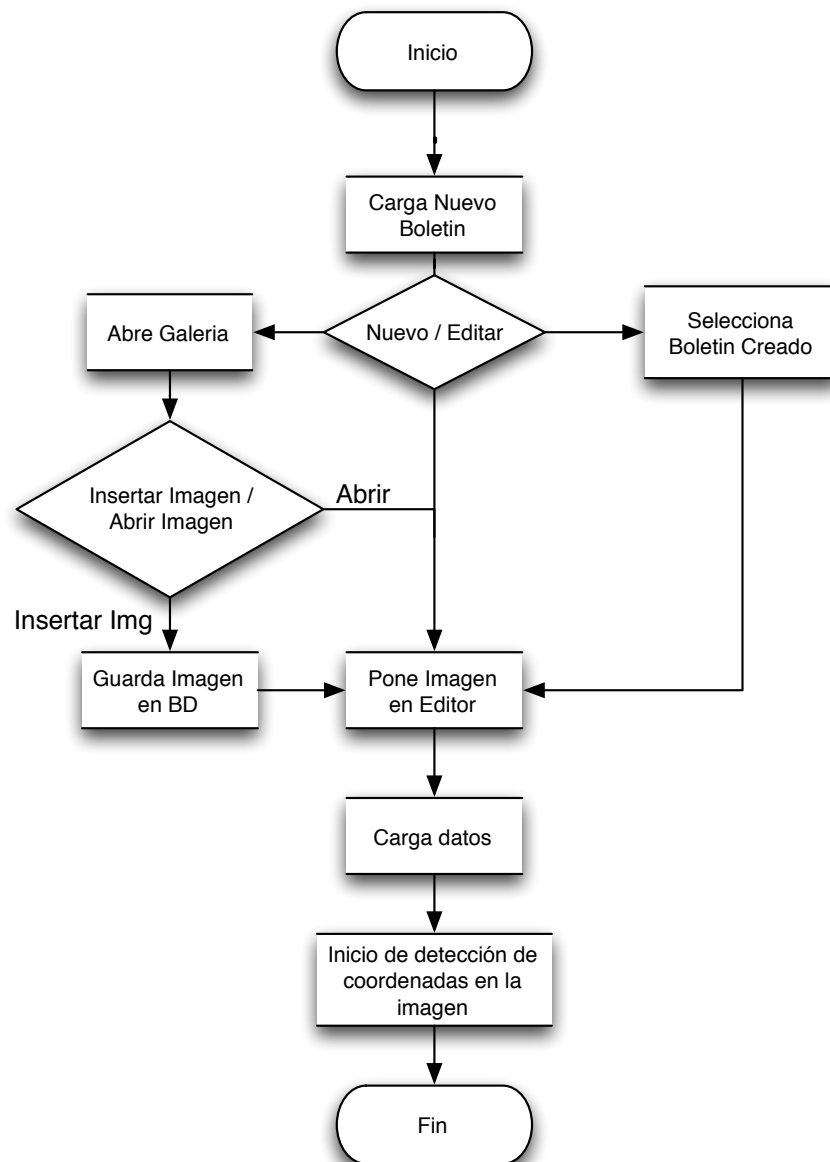 Inicio
Carga Nuevo
Boletin
Abre Galeria
Nuevo / Editar
Selecciona
Boletin Creado
Insertar Imagen /
Abrir Imagen
Abrir
Insertar Img
Guarda Imagen
en BD
Pone Imagen
en Editor
Carga datos
Inicio de detección de
coordenadas en la
imagen
Fin